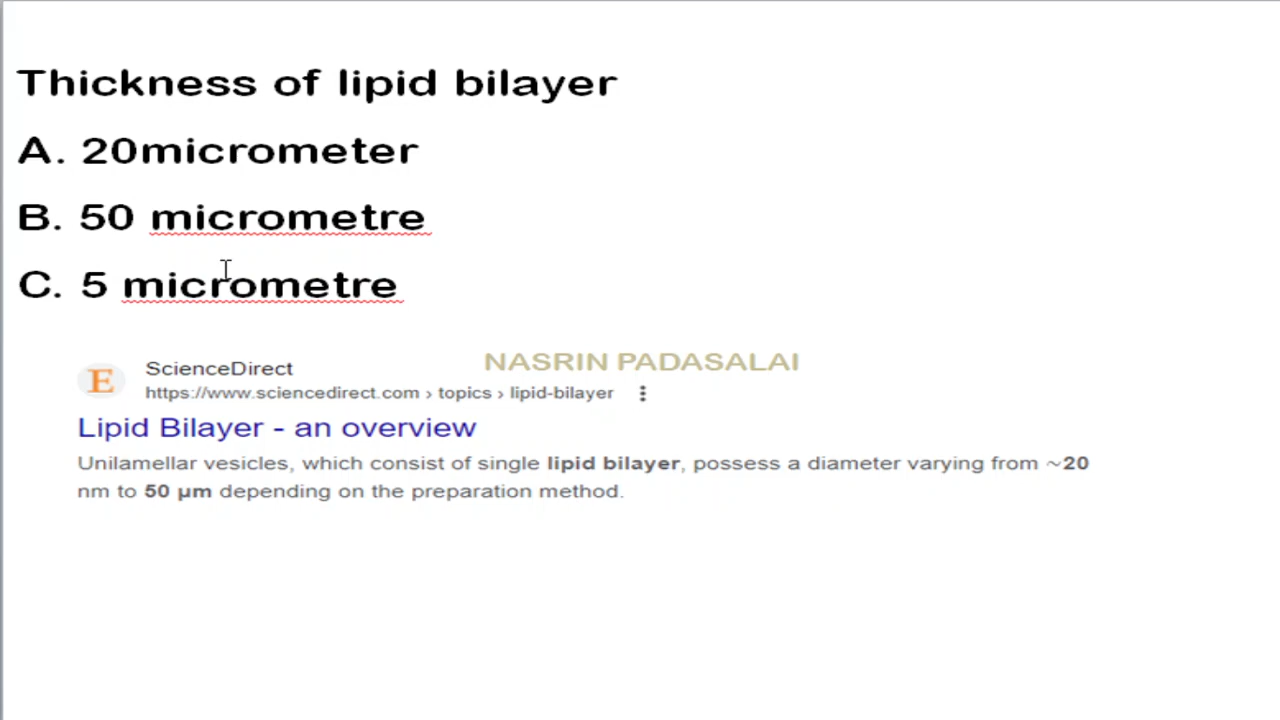 Thickness of lipid bilayer
A. 20micrometer
B. 50 micrometre
C. 5 micrometre
NASRIN PADASALAI
E
ScienceDirect
https://www.sciencedirect.com › topics › lipid-bilayer
Lipid Bilayer - an overview
Unilamellar vesicles, which consist of single lipid bilayer, possess a diameter varying from ~20
nm to 50 μm depending on the preparation method.